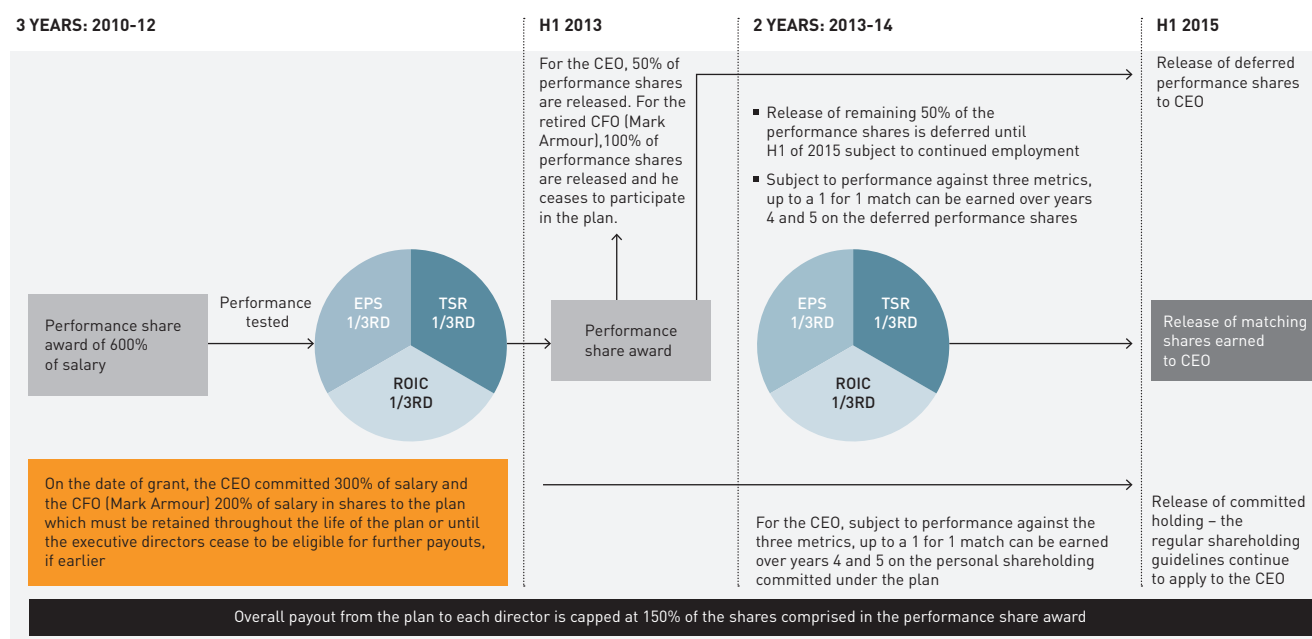 3 YEARS: 2010-12
H1 2013
2 YEARS: 2013-14
H1 2015
For the CEO, 50% of
performance shares
are released. For the
retired CFO (Mark
Armour),100% of
performance shares
are released and he
ceases to participate
in the plan.
▪ Release of remaining 50% of the
performance shares is deferred until
H1 of 2015 subject to continued employment
▪ Subject to performance against three metrics,
up to a 1 for 1 match can be earned over years
4 and 5 on the deferred performance shares
Release of deferred
performance shares
to CEO
Performance share
award of 600%
of salary
Performance
tested
EPS
1/3RD
TSR
1/3RD
ROIC
1/3RD
Performance
share award
EPS
1/3RD
TSR
1/3RD
ROIC
1/3RD
Release of matching
shares earned
to CEO
On the date of grant, the CEO committed 300% of salary and
the CFO (Mark Armour) 200% of salary in shares to the plan
which must be retained throughout the life of the plan or until
the executive directors cease to be eligible for further payouts,
if earlier
For the CEO, subject to performance against the
three metrics, up to a 1 for 1 match can be earned
over years 4 and 5 on the personal shareholding
committed under the plan
Release of committed
holding – the
regular shareholding
guidelines continue
to apply to the CEO
Overall payout from the plan to each director is capped at 150% of the shares comprised in the performance share award